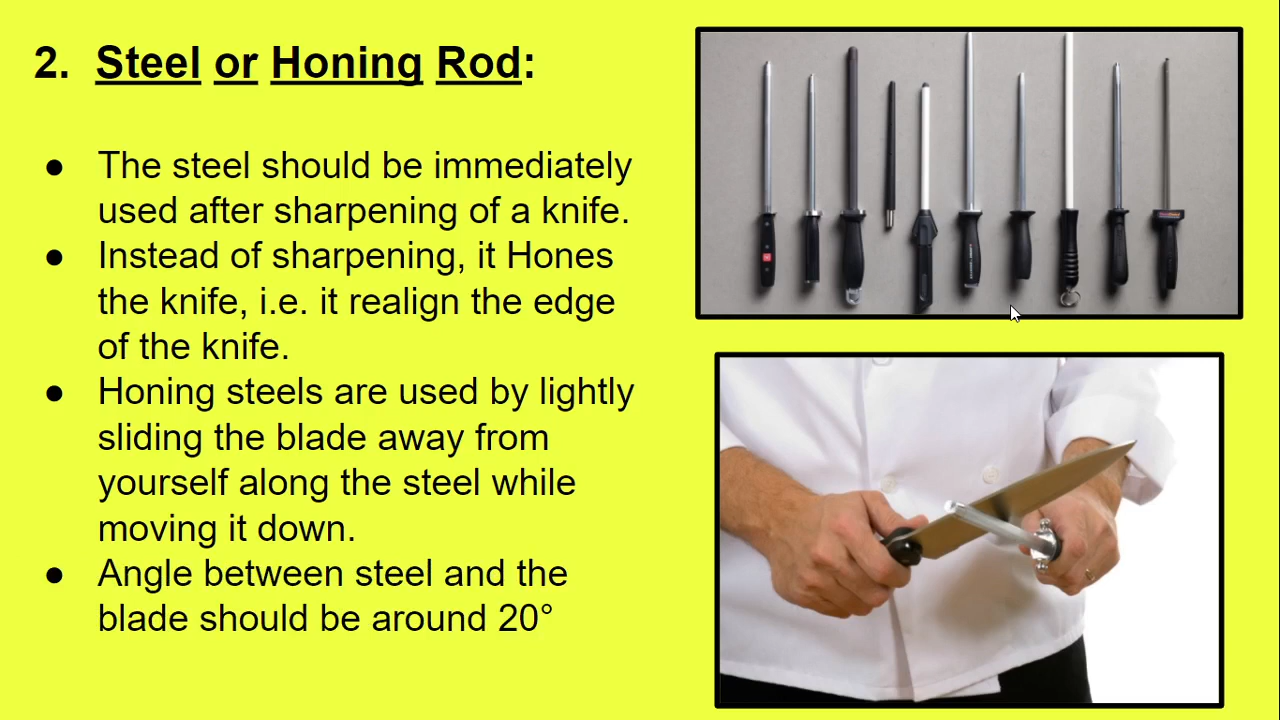 2. Steel or Honing Rod:
● The steel should be immediately
used after sharpening of a knife.
● Instead of sharpening, it Hones
the knife, i.e. it realign the edge
of the knife.
● Honing steels are used by lightly
sliding the blade away from
yourself along the steel while
moving it down.
● Angle between steel and the
blade should be around 20°